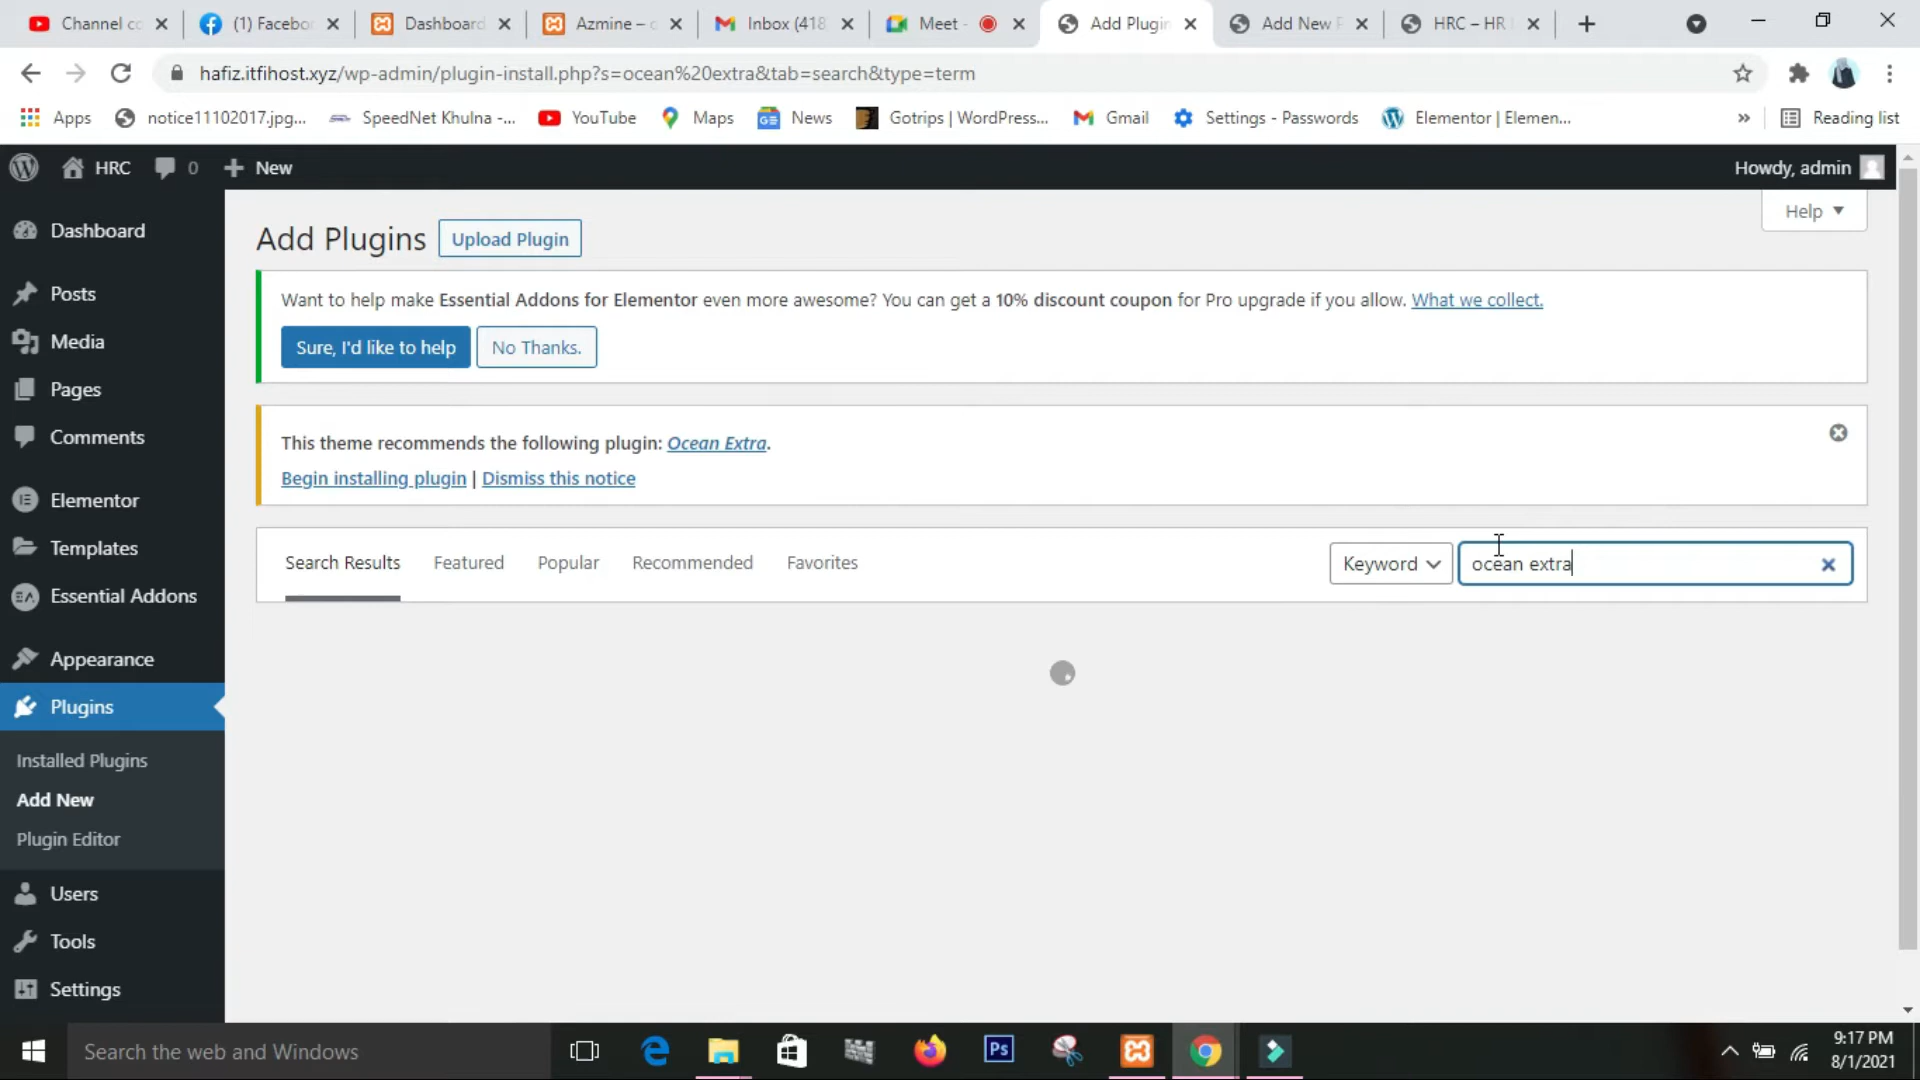 Channel co
(1) Facebo
Dashboard
Azmine – c
Inbox (418
Meet -
Add Plugin
Add New P
HRC – HR
hafiz.itfihost.xyz/wp-admin/plugin-install.php?s=ocean%20extra&tab=search&type=term
Apps
notice11102017.jpg...
SpeedNet Khulna -...
YouTube
Maps
News
Gotrips | WordPress...
Gmail
Settings - Passwords
Elementor | Elemen...
»
Reading list
HRC
0
New
Howdy, admin
Dashboard
Posts
Media
Pages
Comments
Elementor
Templates
Essential Addons
Appearance
Plugins
Installed Plugins
Add New
Plugin Editor
Users
Tools
Settings
Help
Add Plugins
Upload Plugin
Want to help make Essential Addons for Elementor even more awesome? You can get a 10% discount coupon for Pro upgrade if you allow. What we collect.
Sure, I'd like to help
No Thanks.
This theme recommends the following plugin: Ocean Extra.
Begin installing plugin | Dismiss this notice
Search Results
Featured
Popular
Recommended
Favorites
Keyword
ocean extra
Search the web and Windows
Ps
9:17 PM
8/1/2021